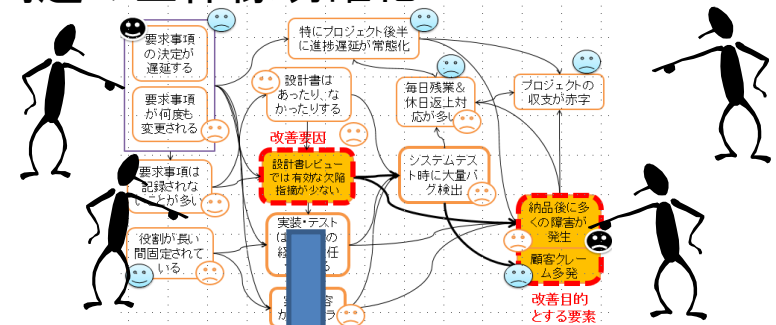 要求事項
の決定が
遅延する
要求事項
が何度も
変更される
特にプロジェクト後半
に進捗遅延が常態化
設計書は
あったり、な
かったりする
毎日残業＆
休日返上対
応が多い
プロジェクトの
収支が赤字
改善要因
設計書レビュー
では有効な欠陥
指摘が少ない
要求事項は
記録されな
いことが多い
システムテス
ト時に大量バ
グ検出
役割が長い
間固定されて
いる
実装・テスト
納品後に多
くの障害が
発生
顧客クレー
ム多発
改善目的
とする要素